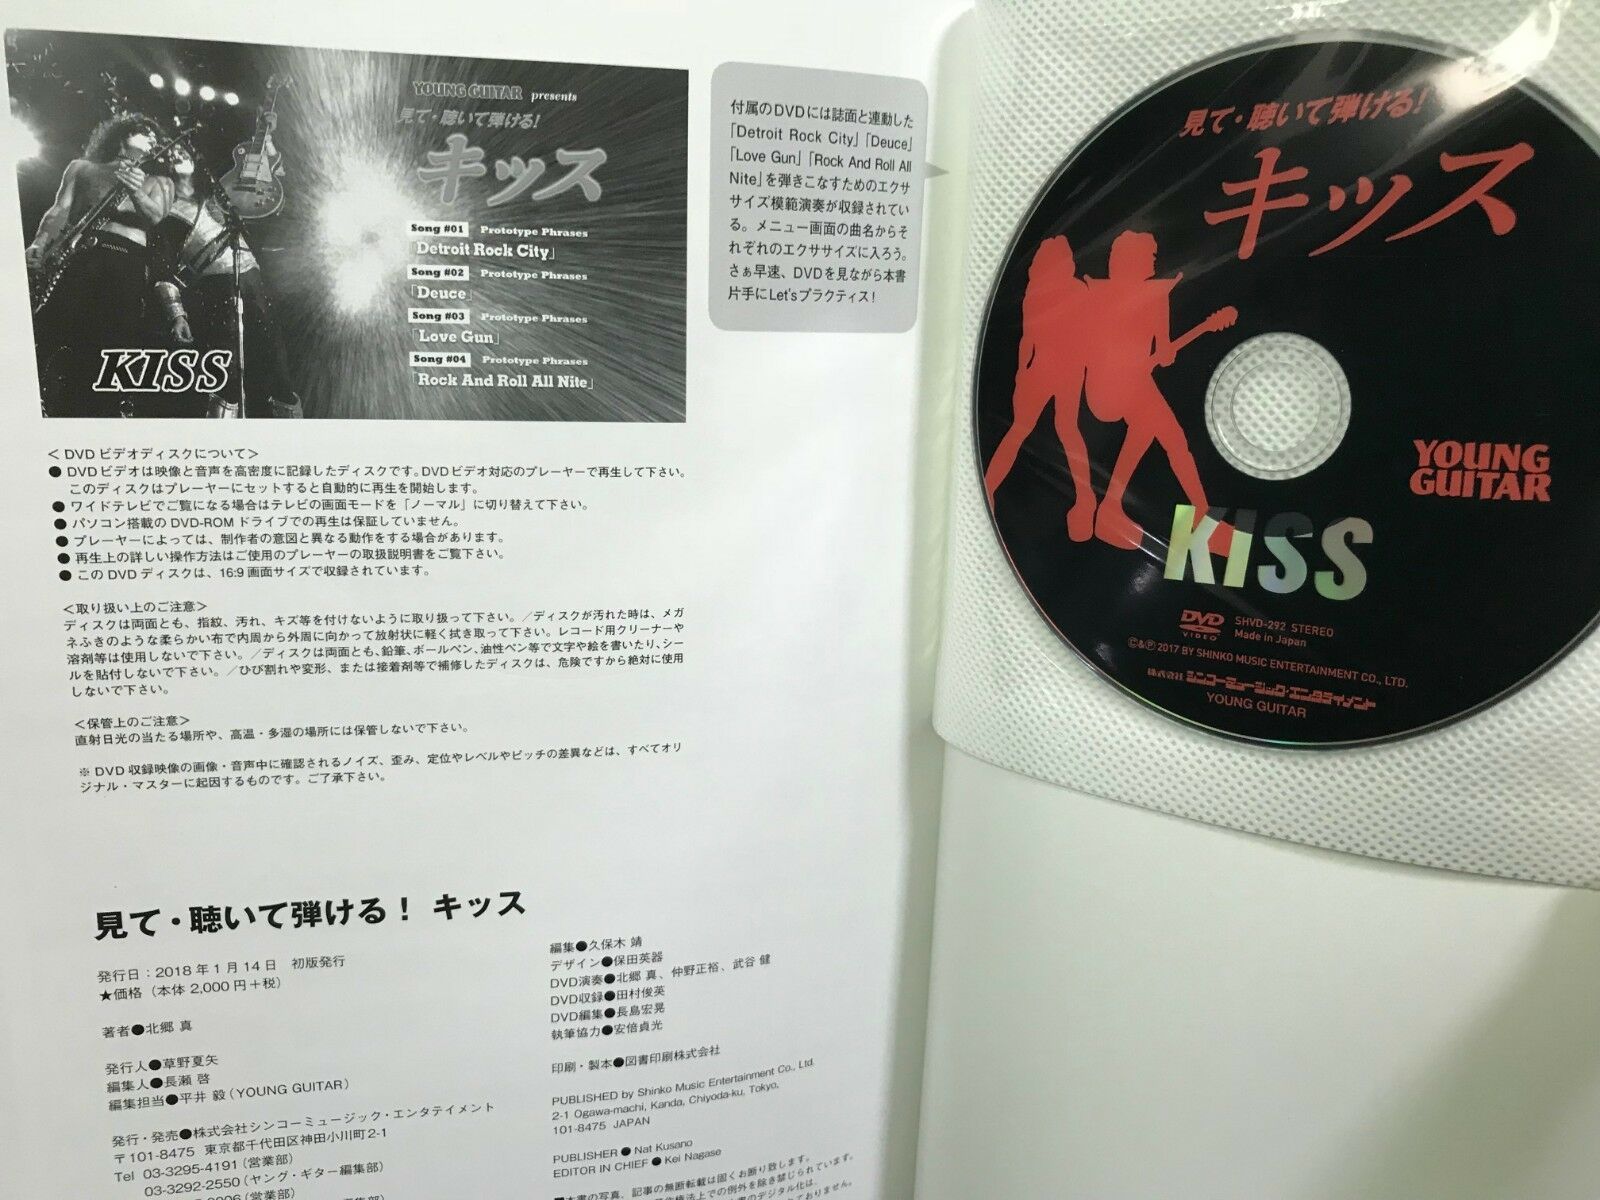 YOUNG GUITAR presents
見て・聴いて弾ける!
キッス
Song #01 Prototype Phrases
「Detroit Rock City」
Song #02 Prototype Phrases
「Deuce」
Song #03 Prototype Phrases
「Love Gun」
Song #04 Prototype Phrases
「Rock And Roll All Nite」
KISS
付属のDVDには誌面と連動した
「Detroit Rock City」「Deuce」
「Love Gun」「Rock And Roll All
Nite」を弾きこなすためのエクサ
サイズ模範演奏が収録されてい
る。メニュー画面の曲名からそ
れぞれのエクササイズに入ろう。
さぁ早速、DVDを見ながら本書
片手にLet'sプラクティス!
<DVDビデオディスクについて>
●DVDビデオは映像と音声を高密度に記録したディスクです。DVDビデオ対応のプレーヤーで再生して下さい。
このディスクはプレーヤーにセットすると自動的に再生を開始します。
●ワイドテレビでご覧になる場合はテレビの画面モードを「ノーマル」に切り替えて下さい。
●パソコン搭載のDVD-ROMドライブでの再生は保証していません。
●プレーヤーによっては、制作者の意図と異なる動作をする場合があります。
●再生上の詳しい操作方法はご使用のプレーヤーの取扱説明書をご覧下さい。
●このDVDディスクは、16:9画面サイズで収録されています。
<取り扱い上のご注意>
ディスクは両面とも、指紋、汚れ、キズ等を付けないように取り扱って下さい。/ディスクが汚れた時は、メガ
ネふきのような柔らかい布で内周から外周に向かって放射状に軽く拭き取って下さい。レコード用クリーナーや
溶剤等は使用しないで下さい。/ディスクは両面とも、鉛筆、ボールペン、油性ペン等で文字や絵を書いたり、シー
ルを貼付しないで下さい。/ひび割れや変形、または接着剤等で補修したディスクは、危険ですから絶対に使用
しないで下さい。
<保管上のご注意>
直射日光の当たる場所や、高温・多湿の場所には保管しないで下さい。
※DVD収録映像の画像・音声中に確認されるノイズ、歪み、定位やレベルやピッチの差異などは、すべてオリ
ジナル・マスターに起因するものです。ご了承下さい。
見て・聴いて弾ける! キッス
発行日:2018年1月14日 初版発行
★価格(本体2,000円+税)
著者●北郷 真
発行人●草野夏矢
編集人●長瀬 啓
編集担当●平井 毅(YOUNG GUITAR)
発行・発売●株式会社シンコーミュージック・エンタテイメント
〒101-8475 東京都千代田区神田小川町2-1
Tel 03-3295-4191(営業部)
03-3292-2550(ヤング・ギター編集部)
(営業部)
編集●久保木 靖
デザイン●保田英器
DVD演奏●北郷 真、仲野正裕、武谷 健
DVD収録●田村俊英
DVD編集●長島宏晃
執筆協力●安倍貞光
印刷・製本●図書印刷株式会社
PUBLISHED by Shinko Music Entertainment Co., Ltd.
2-1 Ogawa-machi, Kanda, Chiyoda-ku, Tokyo,
101-8475 JAPAN
PUBLISHER●Nat Kusano
EDITOR IN CHIEF●Kei Nagase
■本書の写真、記事の無断転載は固くお断り致します。
での例外を除き禁じられています。
見て・聴いて弾ける!
キッス
YOUNG
GUITAR
KISS
DVD
VIDEO
SHVD-292 STEREO
Made in Japan
©&℗2017 BY SHINKO MUSIC ENTERTAINMENT CO., LTD.
株式会社 シンコーミュージック・エンタテイメント
YOUNG GUITAR